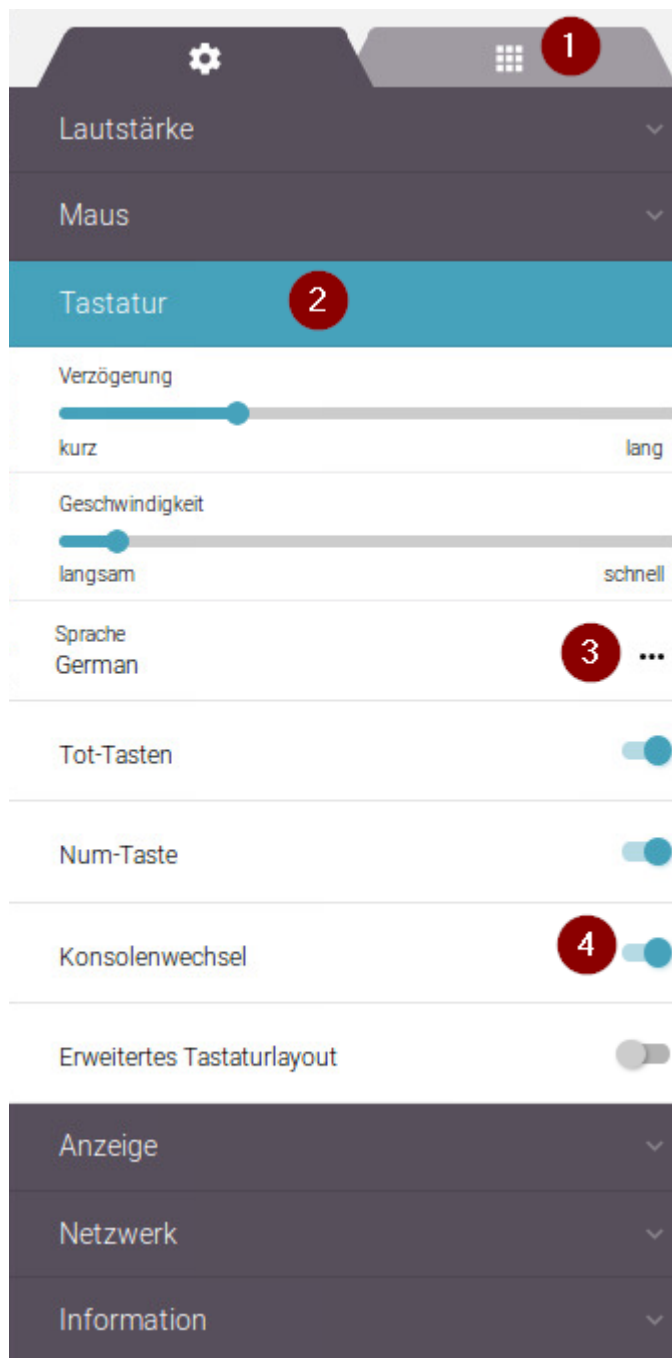 1
Lautstärke
Maus
Tastatur 2
Verzögerung
kurz lang
Geschwindigkeit
langsam schnell
Sprache
German 3 ...
Tot-Tasten
Num-Taste
Konsolenwechsel 4
Erweitertes Tastaturlayout
Anzeige
Netzwerk
Information